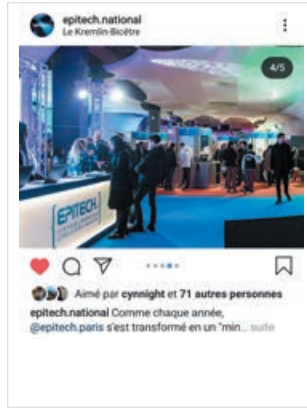 epitech.national
Le Kremlin-Bicêtre
4/5
{EPITECH.}
Aimé par cynnight et 71 autres personnes
epitech.national Comme chaque année,
@epitech.paris s'est transformé en un "min... suite